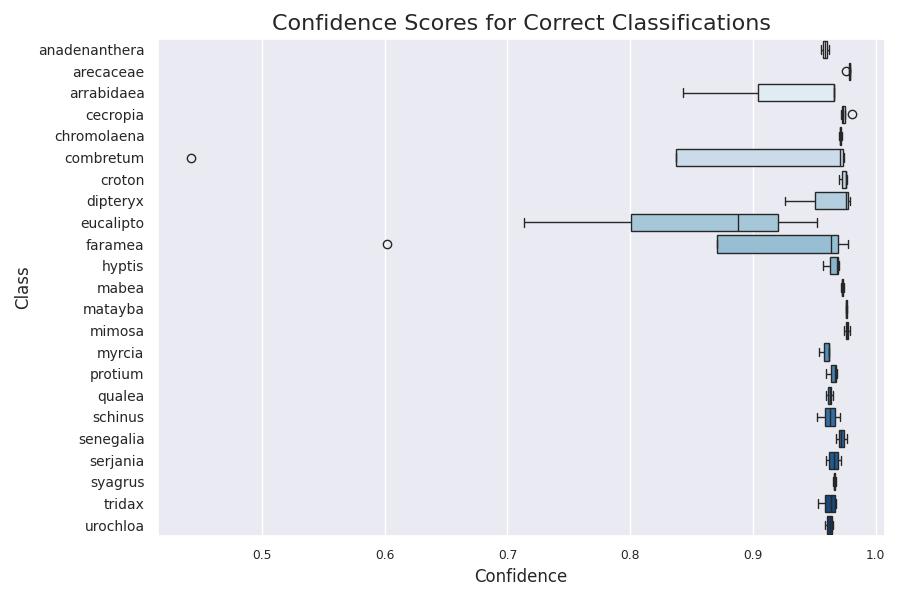 Confidence Scores for Correct Classifications
anadenanthera
arecaceae
arrabidaea
cecropia
chromolaena
combretum
croton
dipteryx
eucalipto
faramea
hyptis
mabea
matayba
mimosa
myrcia
protium
qualea
schinus
senegalia
serjania
syagrus
tridax
urochloa
Class
0.5 0.6 0.7 0.8 0.9 1.0
Confidence